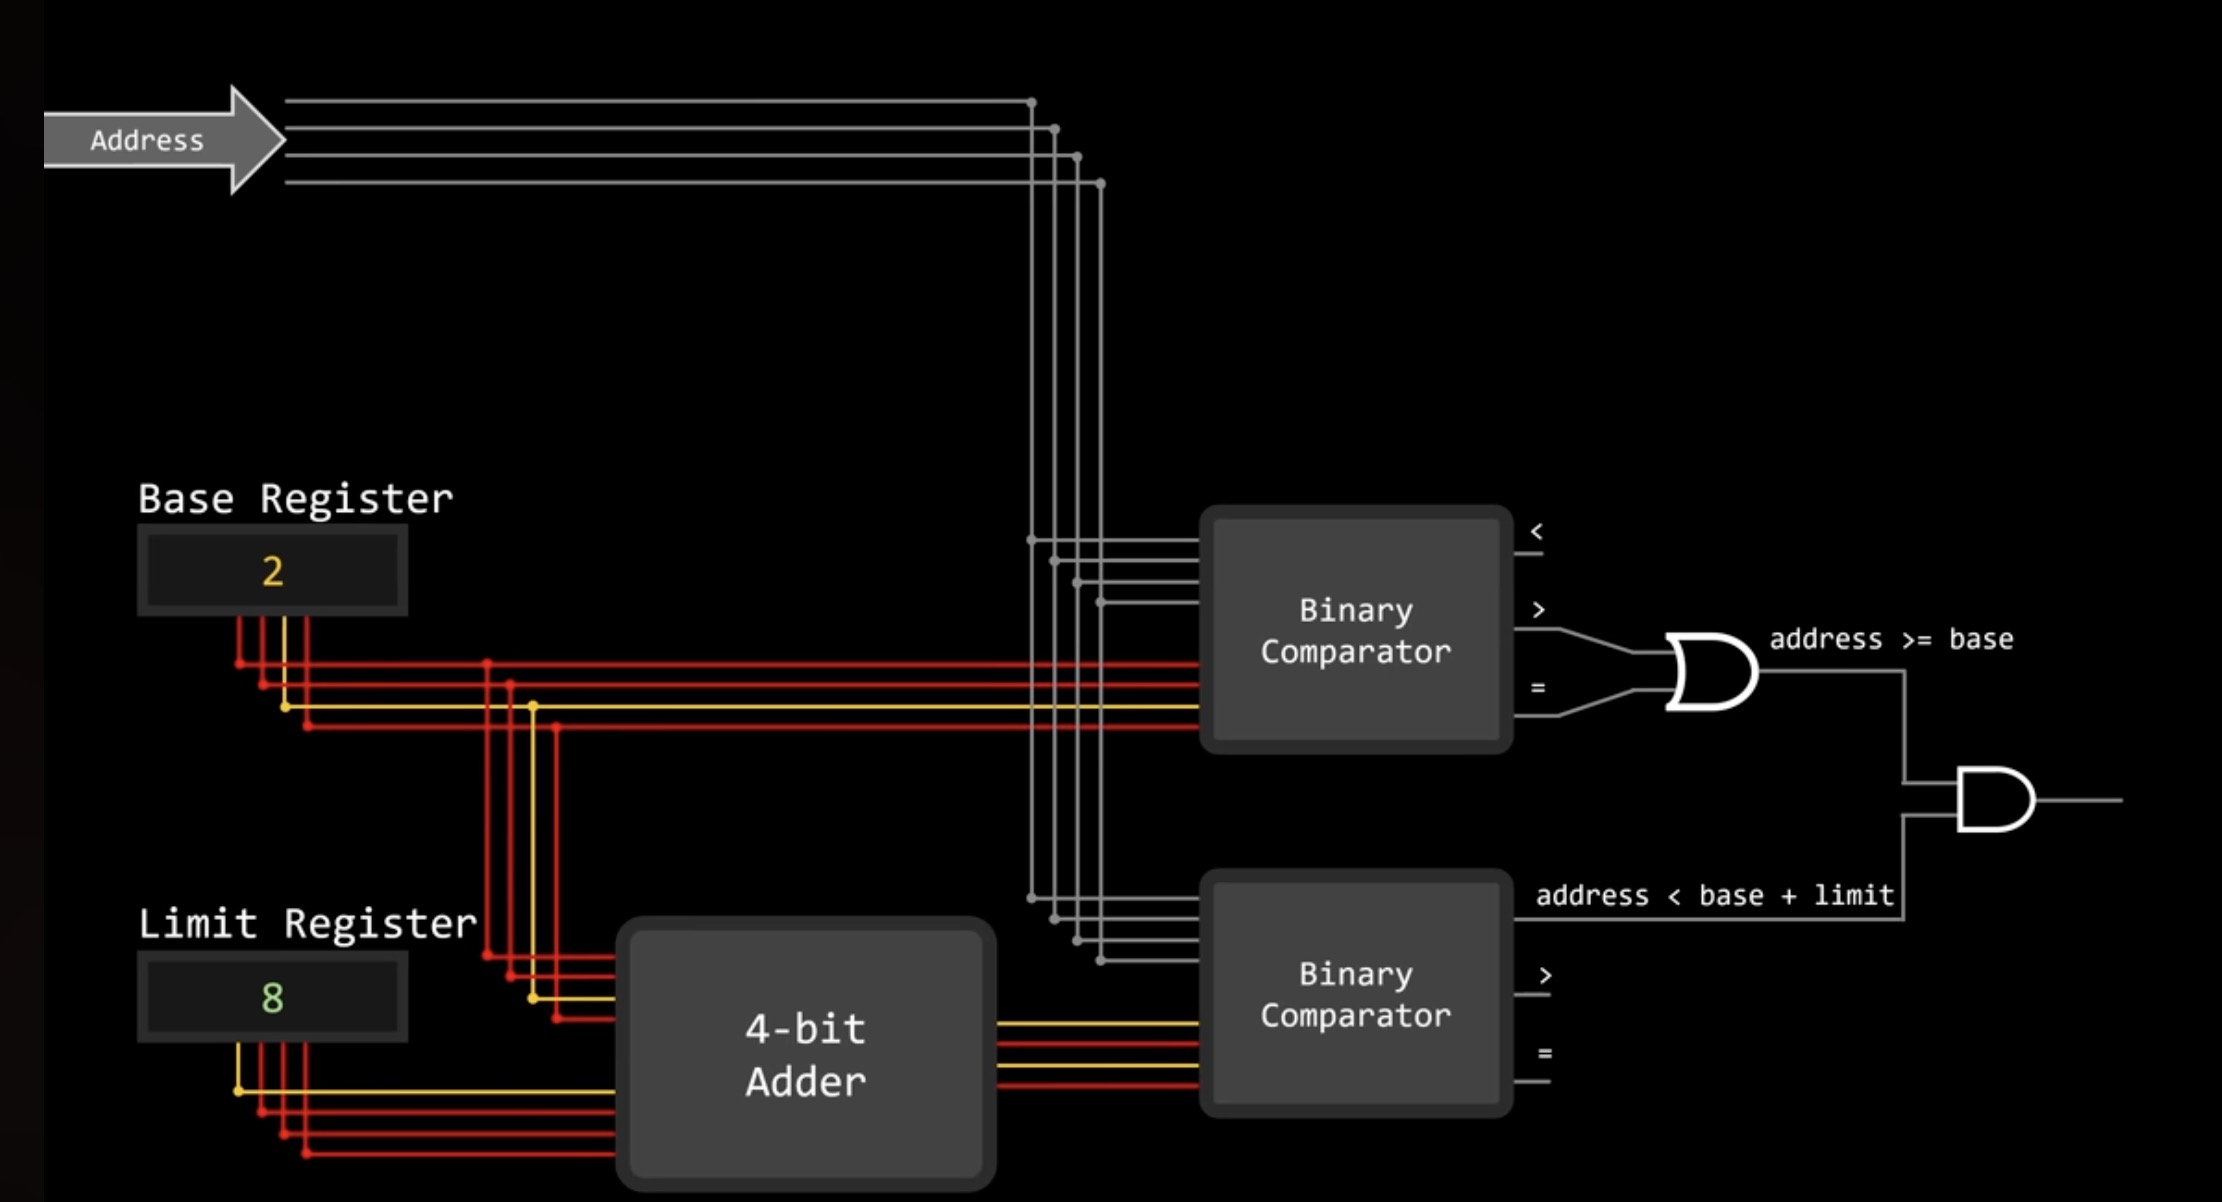 Address
Base Register
2
<
Binary
Comparator
>
=
address >= base
Limit Register
8
4-bit
Adder
address < base + limit
Binary
Comparator
>
=